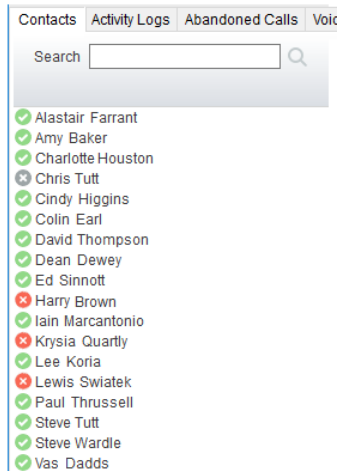 Contacts Activity Logs Abandoned Calls Voic
Search
Alastair Farrant
Amy Baker
Charlotte Houston
Chris Tutt
Cindy Higgins
Colin Earl
David Thompson
Dean Dewey
Ed Sinnott
Harry Brown
Iain Marcantonio
Krysia Quartly
Lee Koria
Lewis Swiatek
Paul Thrussell
Steve Tutt
Steve Wardle
Vas Dadds